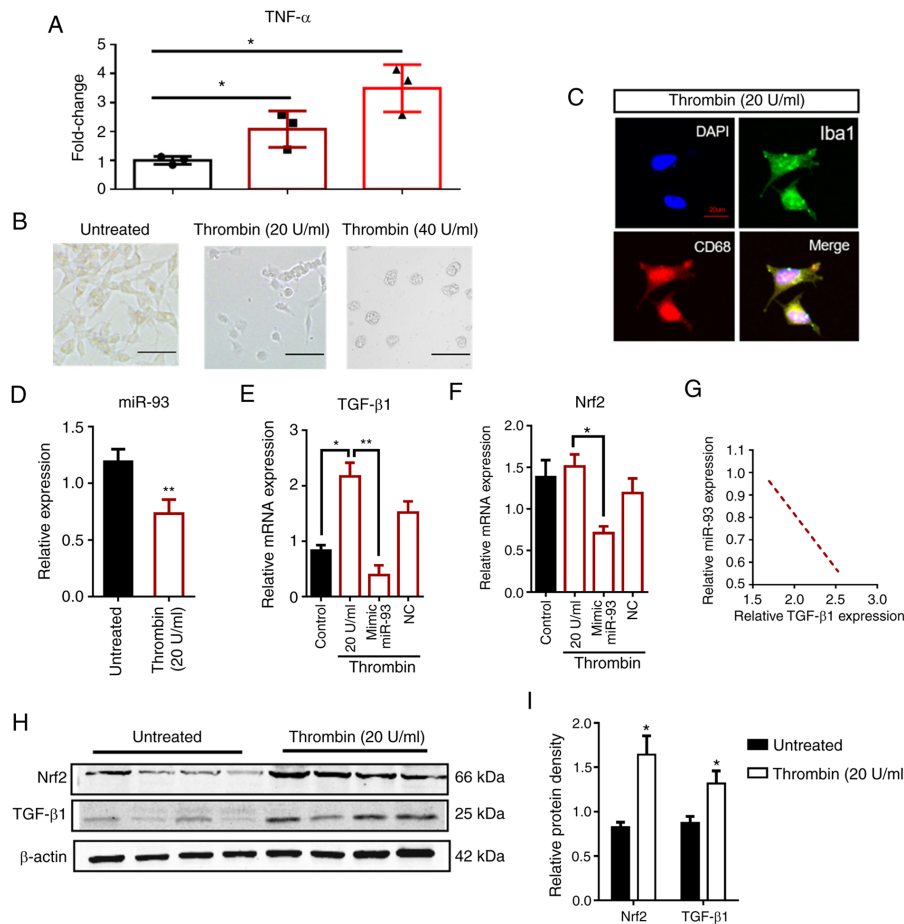 A
TNF-α
Fold-change
5
4
3
2
1
0
*
*
B
Untreated
Thrombin (20 U/ml)
Thrombin (40 U/ml)
C
Thrombin (20 U/ml)
DAPI
20um
Iba1
CD68
Merge
D
miR-93
Relative expression
1.5
1.0
0.5
0.0
**
Untreated
Thrombin
(20 U/ml)
E
TGF-β1
Relative mRNA expression
3
2
1
0
*
**
Control
20 U/ml
Mimic
miR-93
NC
Thrombin
F
Nrf2
Relative mRNA expression
2.0
1.5
1.0
0.5
0.0
*
Control
20 U/ml
Mimic
miR-93
NC
Thrombin
G
Relative miR-93 expression
1.1
1.0
0.9
0.8
0.7
0.6
0.5
1.5
2.0
2.5
3.0
Relative TGF-β1 expression
H
Untreated
Thrombin (20 U/ml)
Nrf2
66 kDa
TGF-β1
25 kDa
β-actin
42 kDa
I
Relative protein density
2.0
1.5
1.0
0.5
0.0
*
*
Nrf2
TGF-β1
Untreated
Thrombin (20 U/ml